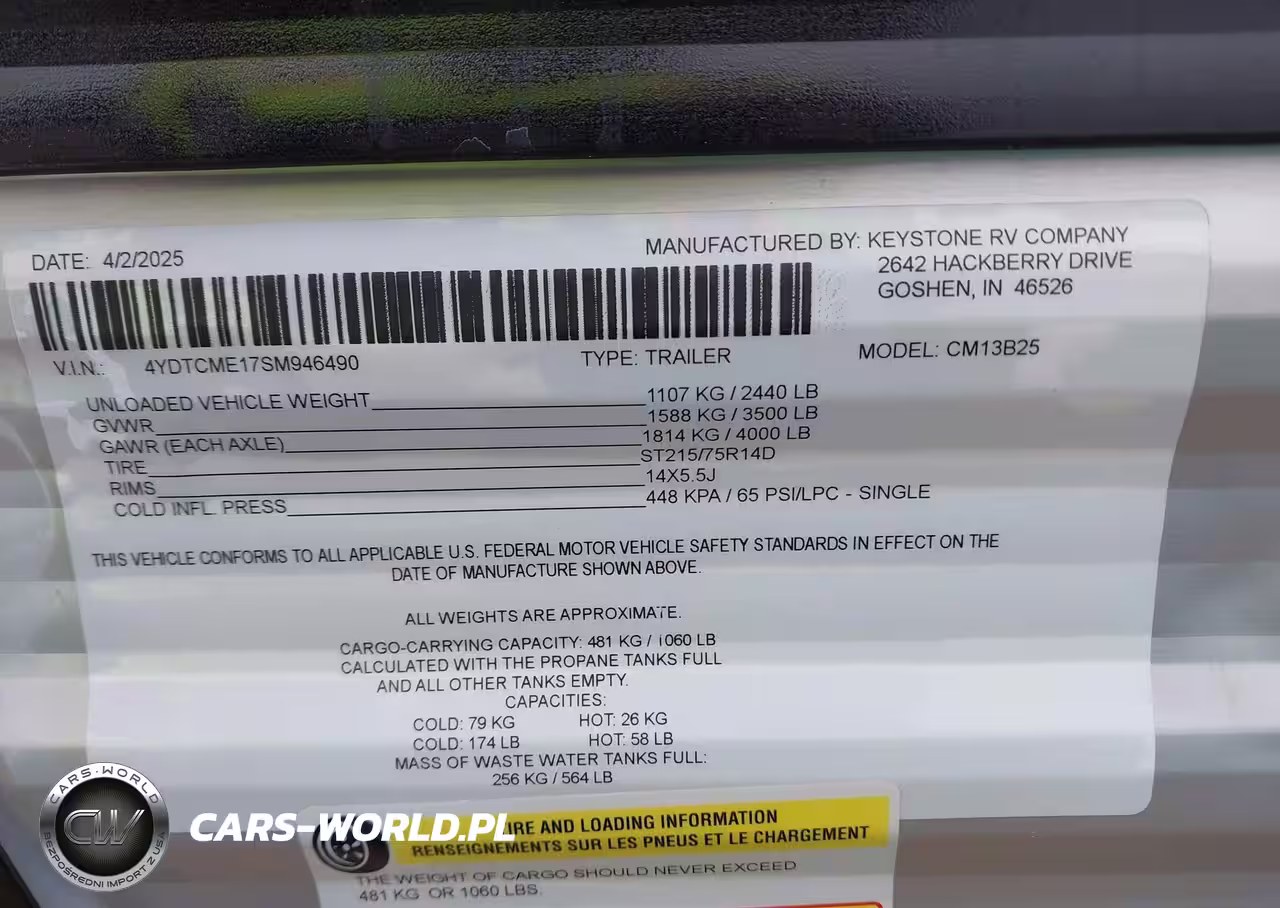 DATE: 4/2/2025
MANUFACTURED BY: KEYSTONE RV COMPANY
2642 HACKBERRY DRIVE
GOSHEN, IN 46526
V.I.N.: 4YDTCME17SM946490 TYPE: TRAILER MODEL: CM13B25
UNLOADED VEHICLE WEIGHT 1107 KG / 2440 LB
GVWR 1588 KG / 3500 LB
GAWR (EACH AXLE) 1814 KG / 4000 LB
TIRE ST215/75R14D
RIMS 14X5.5J
COLD INFL. PRESS 448 KPA / 65 PSI/LPC - SINGLE
THIS VEHICLE CONFORMS TO ALL APPLICABLE U.S. FEDERAL MOTOR VEHICLE SAFETY STANDARDS IN EFFECT ON THE
DATE OF MANUFACTURE SHOWN ABOVE.
ALL WEIGHTS ARE APPROXIMATE.
CARGO-CARRYING CAPACITY: 481 KG / 1060 LB
CALCULATED WITH THE PROPANE TANKS FULL
AND ALL OTHER TANKS EMPTY.
CAPACITIES:
COLD: 79 KG HOT: 26 KG
COLD: 174 LB HOT: 58 LB
MASS OF WASTE WATER TANKS FULL:
256 KG / 564 LB
CARS-WORLD
CW
BEZPOŚREDNI IMPORT Z USA
CARS-WORLD.PL
IRE AND LOADING INFORMATION
RENSEIGNEMENTS SUR LES PNEUS ET LE CHARGEMENT
THE WEIGHT OF CARGO SHOULD NEVER EXCEED
481 KG OR 1060 LBS.